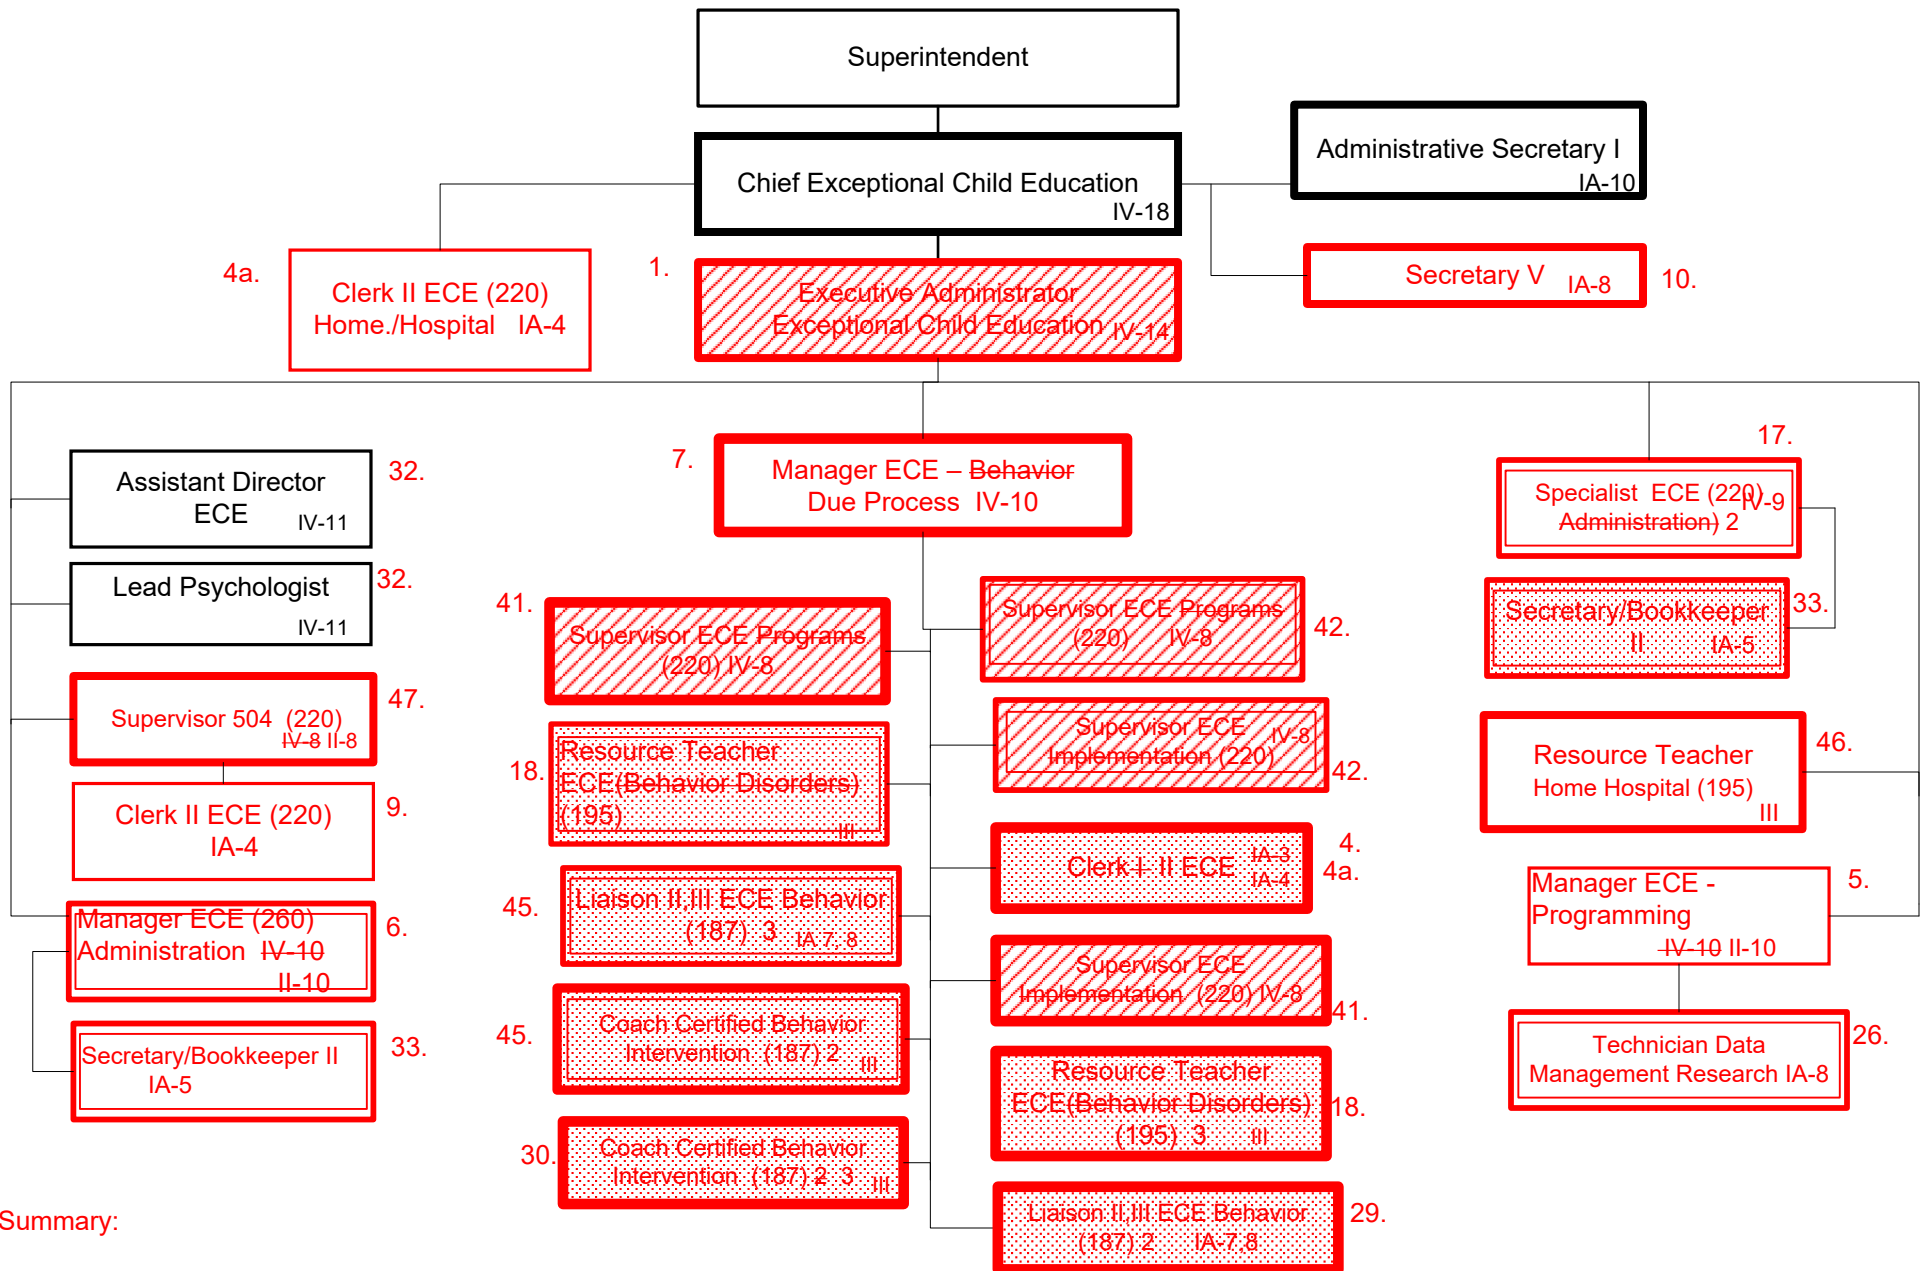 Superintendent
Chief Exceptional Child Education
IV-18
Administrative Secretary I
IA-10
4a.
Clerk II ECE (220)
Home./Hospital IA-4
1.
Executive Administrator
Exceptional Child Education IV-14
Secretary V IA-8
10.
Assistant Director
ECE IV-11
32.
Lead Psychologist
IV-11
32.
Supervisor 504 (220)
IV-8 II-8
47.
Clerk II ECE (220)
IA-4
9.
Manager ECE (260)
Administration IV-10
II-10
6.
Secretary/Bookkeeper II
IA-5
33.
7.
Manager ECE – Behavior
Due Process IV-10
41.
Supervisor ECE Programs
(220) IV-8
18.
Resource Teacher
ECE(Behavior Disorders)
(195)
III
45.
Liaison II,III ECE Behavior
(187) 3 IA 7, 8
45.
Coach Certified Behavior
Intervention (187) 2 III
30.
Coach Certified Behavior
Intervention (187) 2 3 III
Supervisor ECE Programs
(220) IV-8
42.
Supervisor ECE IV-8
Implementation (220)
42.
Clerk I II ECE IA-3
IA-4
4.
4a.
Supervisor ECE
Implementation (220) IV-8
41.
Resource Teacher
ECE(Behavior Disorders)
(195) 3 III
18.
Liaison II,III ECE Behavior
(187) 2 IA-7,8
29.
17.
Specialist ECE (220) IV-9
Administration) 2
Secretary/Bookkeeper
II IA-5
33.
Resource Teacher
Home Hospital (195)
III
46.
Manager ECE -
Programming
IV-10 II-10
5.
Technician Data
Management Research IA-8
26.
Summary: